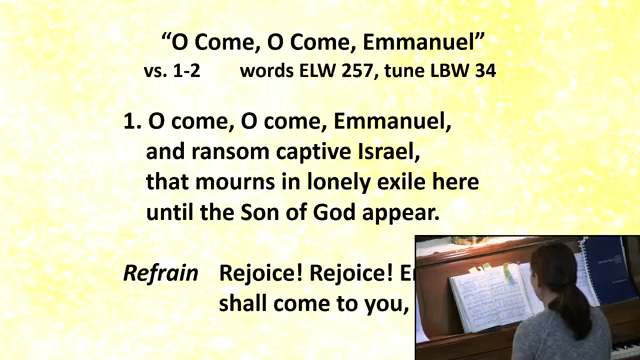 “O Come, O Come, Emmanuel”
vs. 1-2 words ELW 257, tune LBW 34
1. O come, O come, Emmanuel,
and ransom captive Israel,
that mourns in lonely exile here
until the Son of God appear.
Refrain Rejoice! Rejoice!
shall come to you,